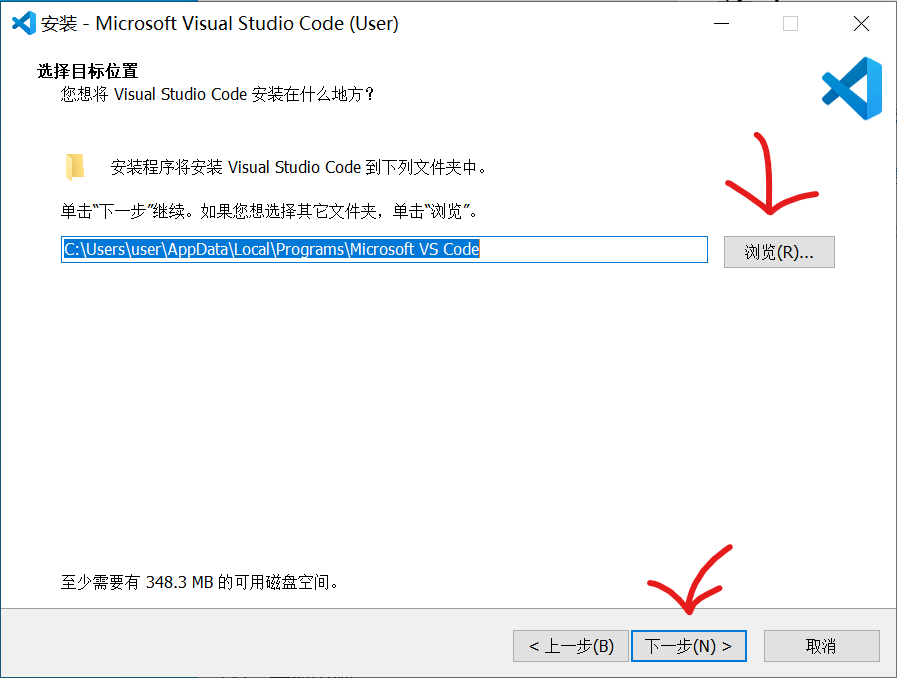 安装 - Microsoft Visual Studio Code (User)
选择目标位置
您想将 Visual Studio Code 安装在什么地方？
安装程序将安装 Visual Studio Code 到下列文件夹中。
单击“下一步”继续。如果您想选择其它文件夹，单击“浏览”。
C:\Users\user\AppData\Local\Programs\Microsoft VS Code
浏览(R)...
至少需要有 348.3 MB 的可用磁盘空间。
< 上一步(B)
下一步(N) >
取消